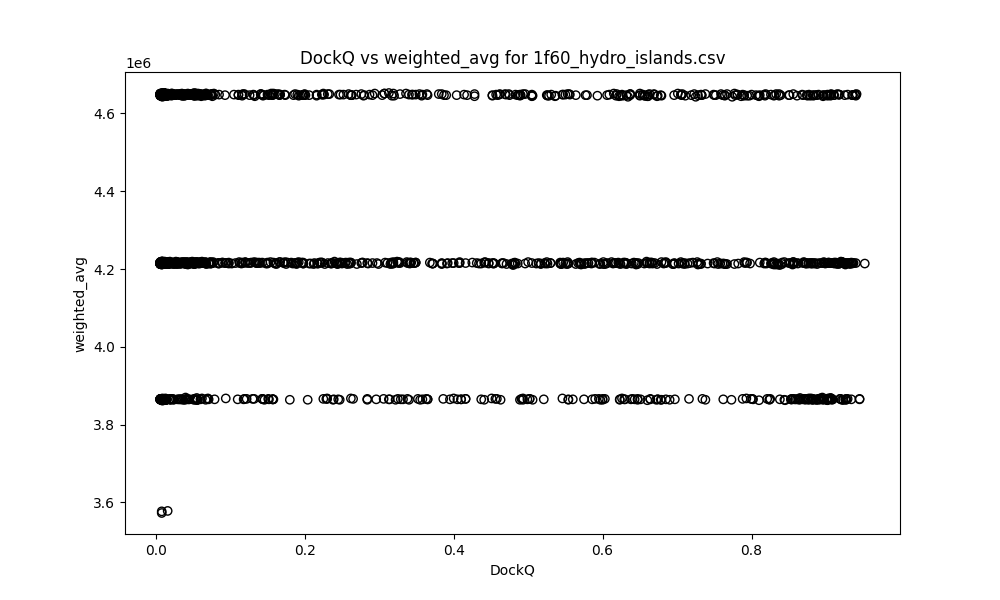 DockQ vs weighted_avg for 1f60_hydro_islands.csv
1e6
4.6
4.4
4.2
4.0
3.8
3.6
weighted_avg
0.0 0.2 0.4 0.6 0.8
DockQ